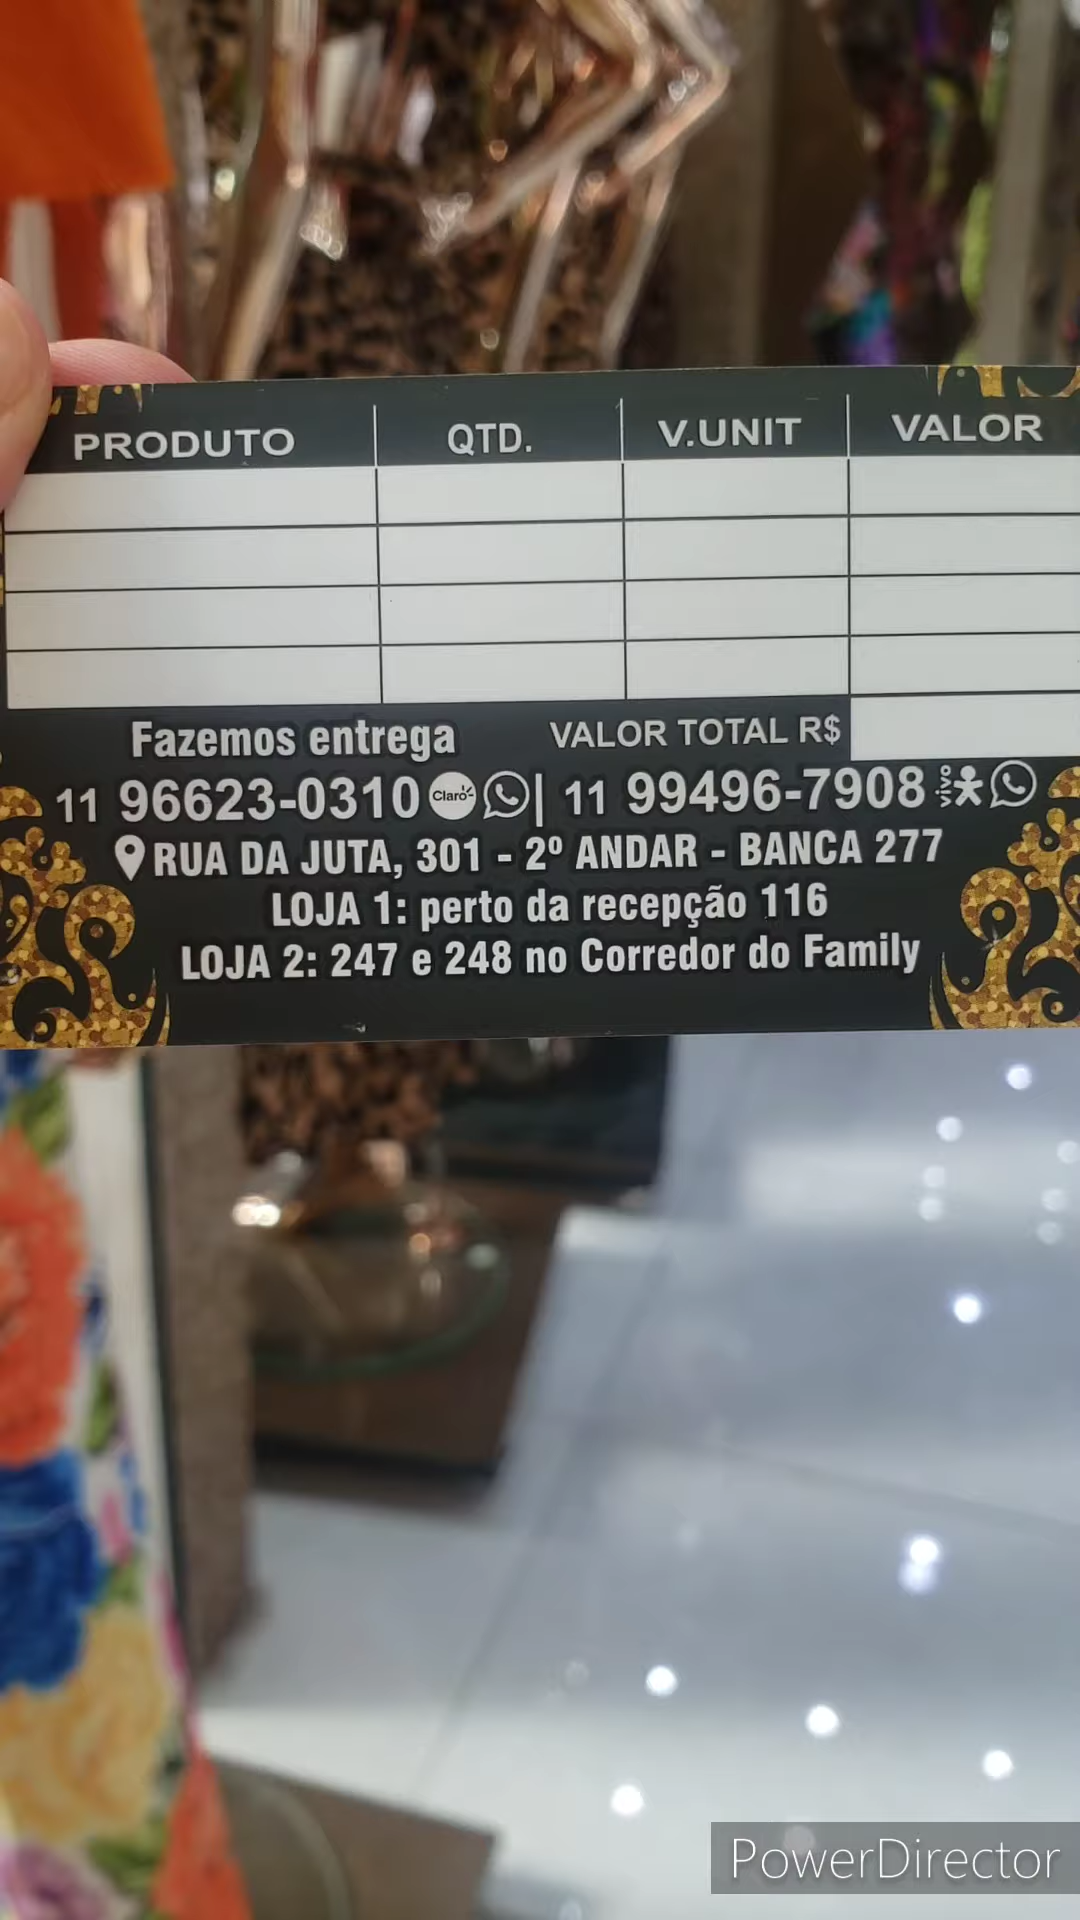 PRODUTO QTD. V.UNIT VALOR
Fazemos entrega VALOR TOTAL R$
11 96623-0310 Claro | 11 99496-7908 vivo
RUA DA JUTA, 301 - 2º ANDAR - BANCA 277
LOJA 1: perto da recepção 116
LOJA 2: 247 e 248 no Corredor do Family
PowerDirector